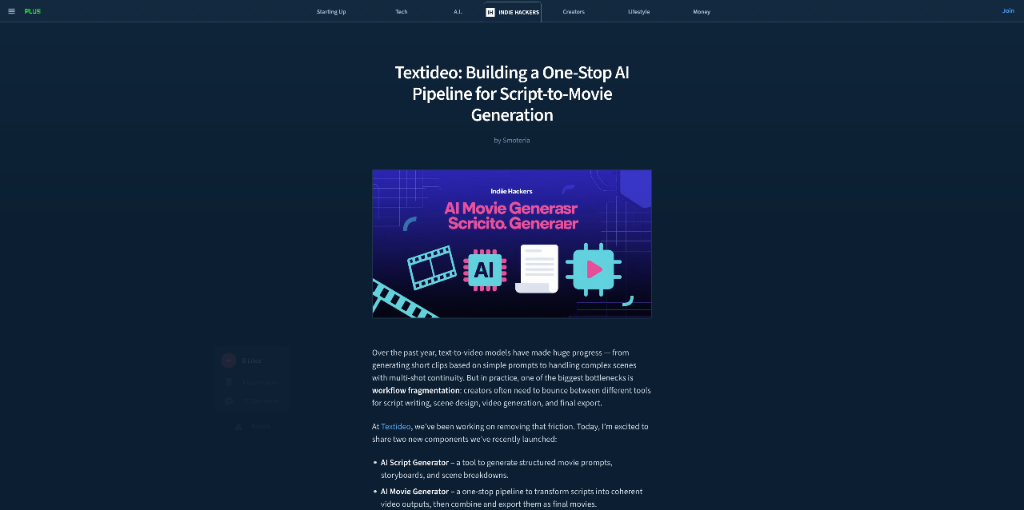 PLUS
Starting Up
Tech
A.I.
IH INDIE HACKERS
Creators
Lifestyle
Money
Join
Textideo: Building a One-Stop AI
Pipeline for Script-to-Movie
Generation
by Smoteria
Indiie Hackers
AI Movie Generasr
Scricito. Generaer
AI
Over the past year, text-to-video models have made huge progress — from
generating short clips based on simple prompts to handling complex scenes
with multi-shot continuity. But in practice, one of the biggest bottlenecks is
workflow fragmentation: creators often need to bounce between different tools
for script writing, scene design, video generation, and final export.
At Textideo, we've been working on removing that friction. Today, I'm excited to
share two new components we've recently launched:
• AI Script Generator – a tool to generate structured movie prompts,
storyboards, and scene breakdowns.
• AI Movie Generator – a one-stop pipeline to transform scripts into coherent
video outputs, then combine and export them as final movies.